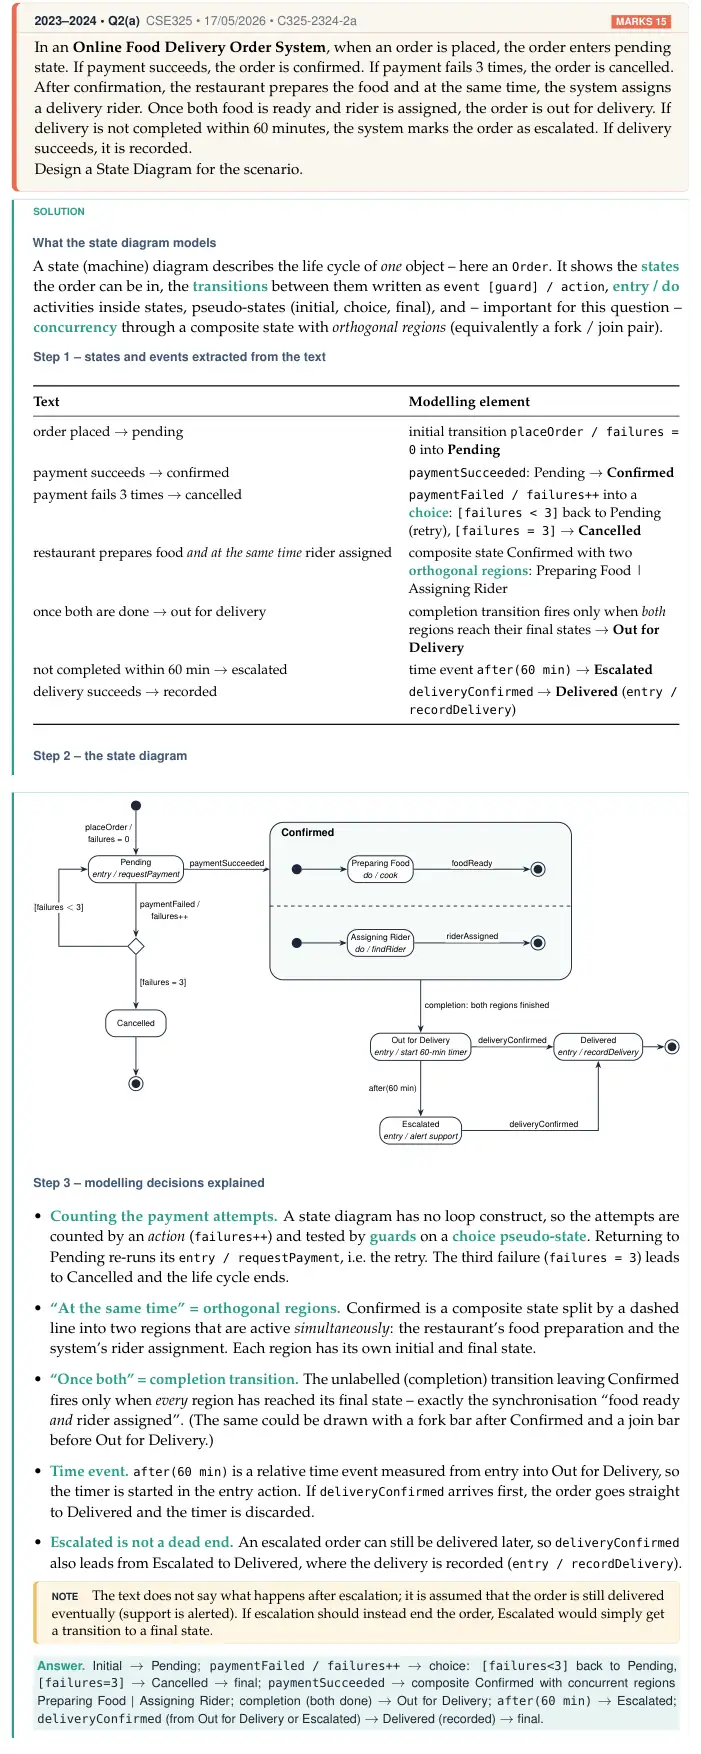 2023–2024 • Q2(a) CSE325 • 17/05/2026 • C325-2324-2a MARKS 15
In an Online Food Delivery Order System, when an order is placed, the order enters pending
state. If payment succeeds, the order is confirmed. If payment fails 3 times, the order is cancelled.
After confirmation, the restaurant prepares the food and at the same time, the system assigns
a delivery rider. Once both food is ready and rider is assigned, the order is out for delivery. If
delivery is not completed within 60 minutes, the system marks the order as escalated. If delivery
succeeds, it is recorded.
Design a State Diagram for the scenario.
SOLUTION
What the state diagram models
A state (machine) diagram describes the life cycle of one object – here an Order. It shows the states
the order can be in, the transitions between them written as event [guard] / action, entry / do
activities inside states, pseudo-states (initial, choice, final), and – important for this question –
concurrency through a composite state with orthogonal regions (equivalently a fork / join pair).
Step 1 – states and events extracted from the text
Text Modelling element
order placed → pending initial transition placeOrder / failures =
0 into Pending
payment succeeds → confirmed paymentSucceeded: Pending → Confirmed
payment fails 3 times → cancelled paymentFailed / failures++ into a
choice: [failures < 3] back to Pending
(retry), [failures = 3] → Cancelled
restaurant prepares food and at the same time rider assigned composite state Confirmed with two
orthogonal regions: Preparing Food |
Assigning Rider
once both are done → out for delivery completion transition fires only when both
regions reach their final states → Out for
Delivery
not completed within 60 min → escalated time event after(60 min) → Escalated
delivery succeeds → recorded deliveryConfirmed → Delivered (entry /
recordDelivery)
Step 2 – the state diagram
placeOrder /
failures = 0
Pending
entry / requestPayment
paymentSucceeded
[failures < 3]
paymentFailed /
failures++
[failures = 3]
Cancelled
Confirmed
Preparing Food
do / cook
foodReady
Assigning Rider
do / findRider
riderAssigned
completion: both regions finished
Out for Delivery
entry / start 60-min timer
deliveryConfirmed
Delivered
entry / recordDelivery
after(60 min)
Escalated
entry / alert support
deliveryConfirmed
Step 3 – modelling decisions explained
• Counting the payment attempts. A state diagram has no loop construct, so the attempts are
counted by an action (failures++) and tested by guards on a choice pseudo-state. Returning to
Pending re-runs its entry / requestPayment, i.e. the retry. The third failure (failures = 3) leads
to Cancelled and the life cycle ends.
• “At the same time” = orthogonal regions. Confirmed is a composite state split by a dashed
line into two regions that are active simultaneously: the restaurant’s food preparation and the
system’s rider assignment. Each region has its own initial and final state.
• “Once both” = completion transition. The unlabelled (completion) transition leaving Confirmed
fires only when every region has reached its final state – exactly the synchronisation “food ready
and rider assigned”. (The same could be drawn with a fork bar after Confirmed and a join bar
before Out for Delivery.)
• Time event. after(60 min) is a relative time event measured from entry into Out for Delivery, so
the timer is started in the entry action. If deliveryConfirmed arrives first, the order goes straight
to Delivered and the timer is discarded.
• Escalated is not a dead end. An escalated order can still be delivered later, so deliveryConfirmed
also leads from Escalated to Delivered, where the delivery is recorded (entry / recordDelivery).
NOTE The text does not say what happens after escalation; it is assumed that the order is still delivered
eventually (support is alerted). If escalation should instead end the order, Escalated would simply get
a transition to a final state.
Answer. Initial → Pending; paymentFailed / failures++ → choice: [failures<3] back to Pending,
[failures=3] → Cancelled → final; paymentSucceeded → composite Confirmed with concurrent regions
Preparing Food | Assigning Rider; completion (both done) → Out for Delivery; after(60 min) → Escalated;
deliveryConfirmed (from Out for Delivery or Escalated) → Delivered (recorded) → final.